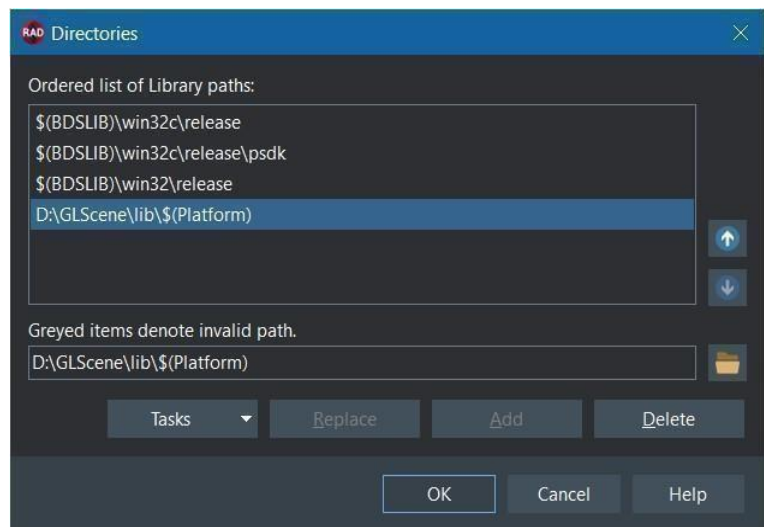 RAD Directories
Ordered list of Library paths:
$(BDSLIB)\win32c\release
$(BDSLIB)\win32c\release\psdk
$(BDSLIB)\win32\release
D:\GLScene\lib\$(Platform)
Greyed items denote invalid path.
D:\GLScene\lib\$(Platform)
Tasks Replace Add Delete
OK Cancel Help